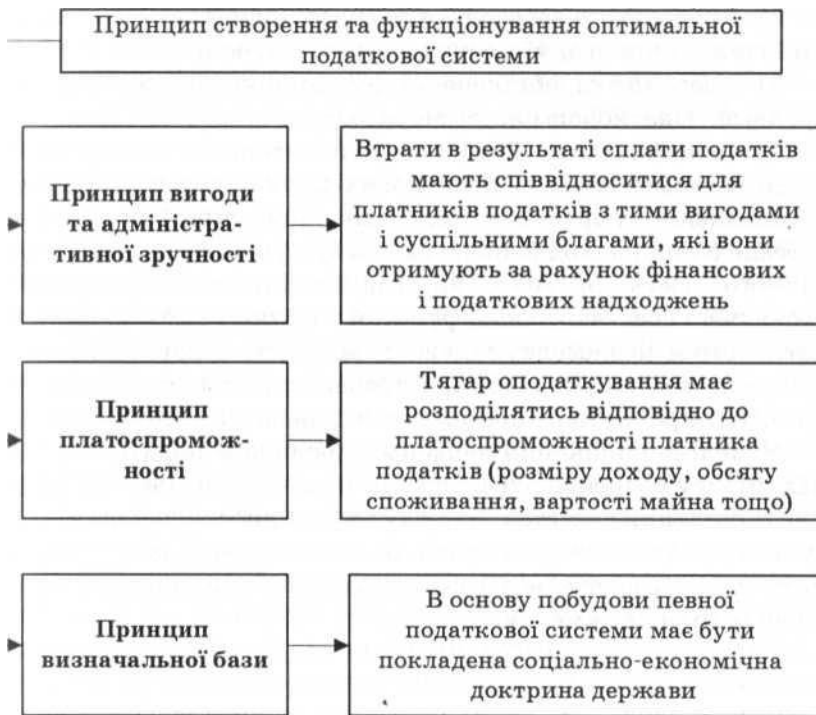 Принцип створення та функціонування оптимальної
податкової системи
Принцип вигоди
та адміністра-
тивної зручності
Втрати в результаті сплати податків
мають співвідноситися для
платників податків з тими вигодами
і суспільними благами, які вони
отримують за рахунок фінансових
і податкових надходжень
Принцип
платоспромож-
ності
Тягар оподаткування має
розподілятись відповідно до
платоспроможності платника
податків (розміру доходу, обсягу
споживання, вартості майна тощо)
Принцип
визначальної бази
В основу побудови певної
податкової системи має бути
покладена соціально-економічна
доктрина держави